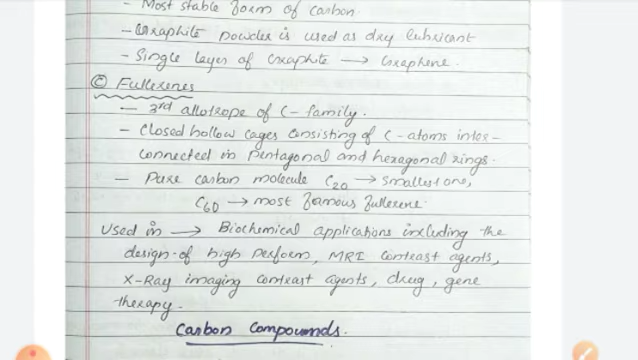 - Most stable form of carbon.
- Graphite powder is used as dry lubricant
- Single layer of Graphite → Graphene.
Ⓒ Fullerenes
- 3rd allotrope of C-family.
- Closed hollow cages consisting of C-atoms inter-
connected in pentagonal and hexagonal rings.
- Pure carbon molecule C20 → smallest one,
C60 → most famous fullerene.
Used in → Biochemical applications including the
design of high perform, MRI contrast agents,
X-Ray imaging contrast agents, drug, gene
therapy.
Carbon Compounds.